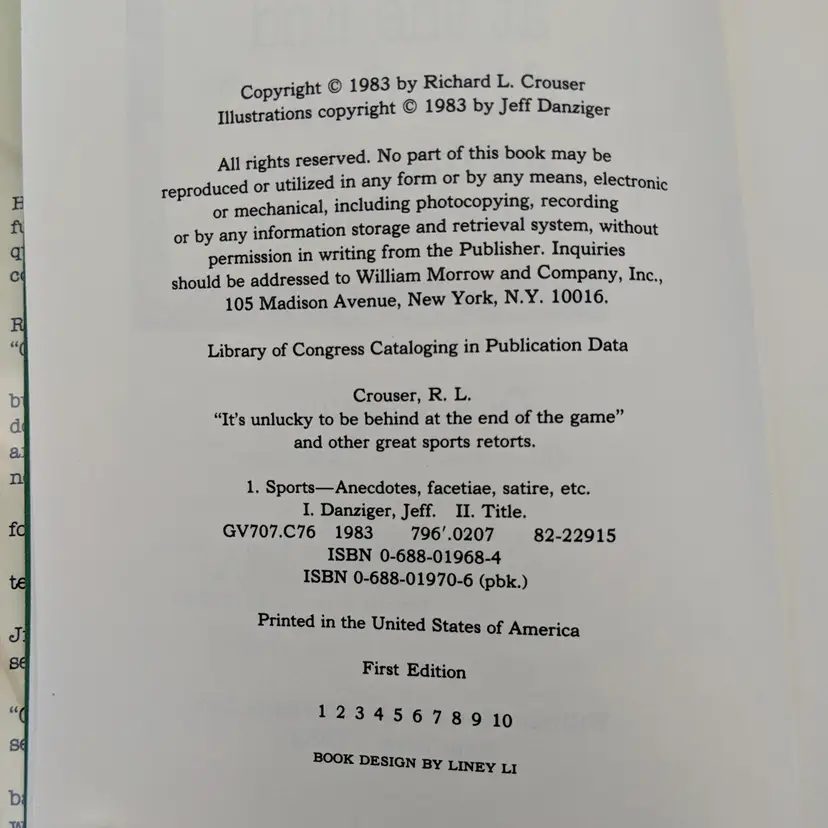 Copyright © 1983 by Richard L. Crouser
Illustrations copyright © 1983 by Jeff Danziger
All rights reserved. No part of this book may be
reproduced or utilized in any form or by any means, electronic
or mechanical, including photocopying, recording
or by any information storage and retrieval system, without
permission in writing from the Publisher. Inquiries
should be addressed to William Morrow and Company, Inc.,
105 Madison Avenue, New York, N.Y. 10016.
Library of Congress Cataloging in Publication Data
Crouser, R. L.
“It's unlucky to be behind at the end of the game”
and other great sports retorts.
1. Sports—Anecdotes, facetiae, satire, etc.
I. Danziger, Jeff. II. Title.
GV707.C76 1983 796′.0207 82-22915
ISBN 0-688-01968-4
ISBN 0-688-01970-6 (pbk.)
Printed in the United States of America
First Edition
1 2 3 4 5 6 7 8 9 10
BOOK DESIGN BY LINEY LI